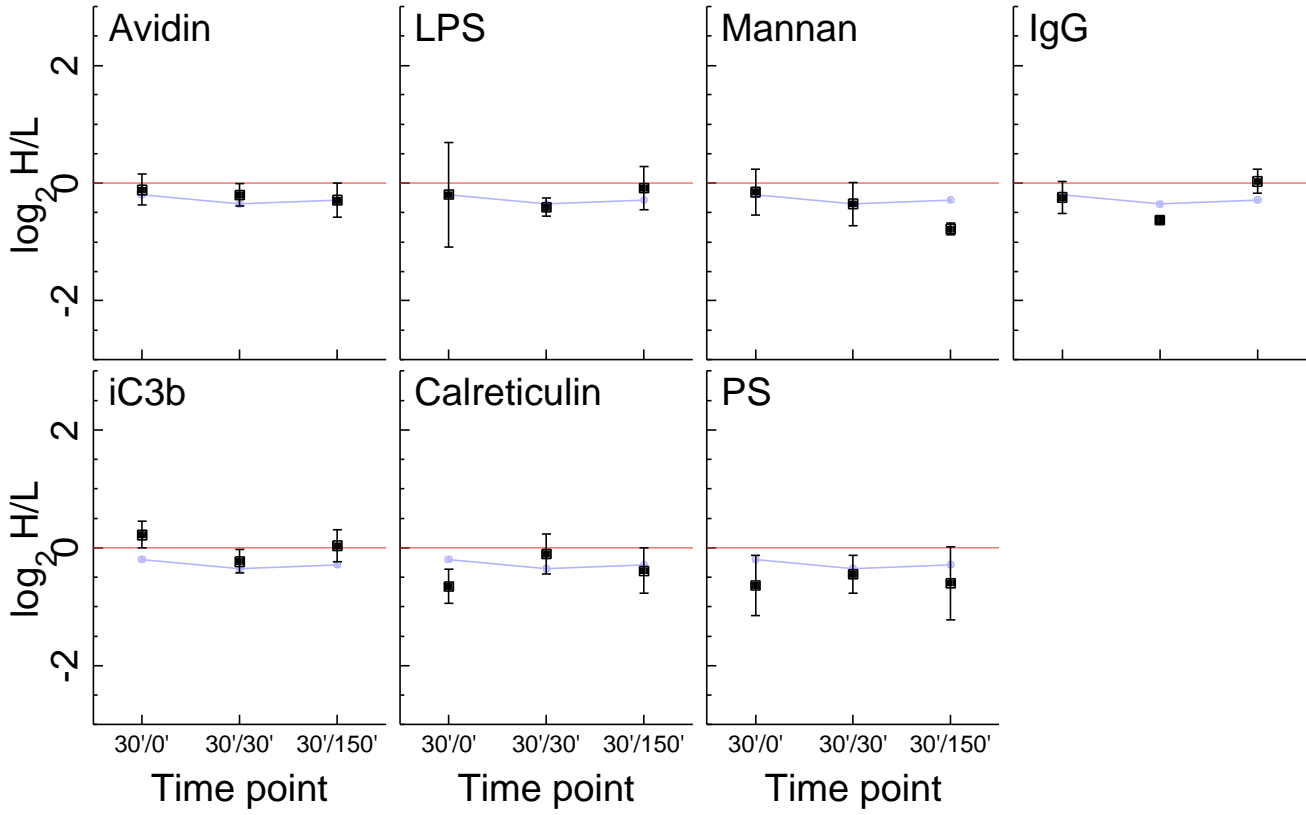 Avidin LPS Mannan IgG
2
0
-2
log2 H/L
iC3b Calreticulin PS
2
0
-2
log2 H/L
30'/0' 30'/30' 30'/150' 30'/0' 30'/30' 30'/150' 30'/0' 30'/30' 30'/150'
Time point Time point Time point